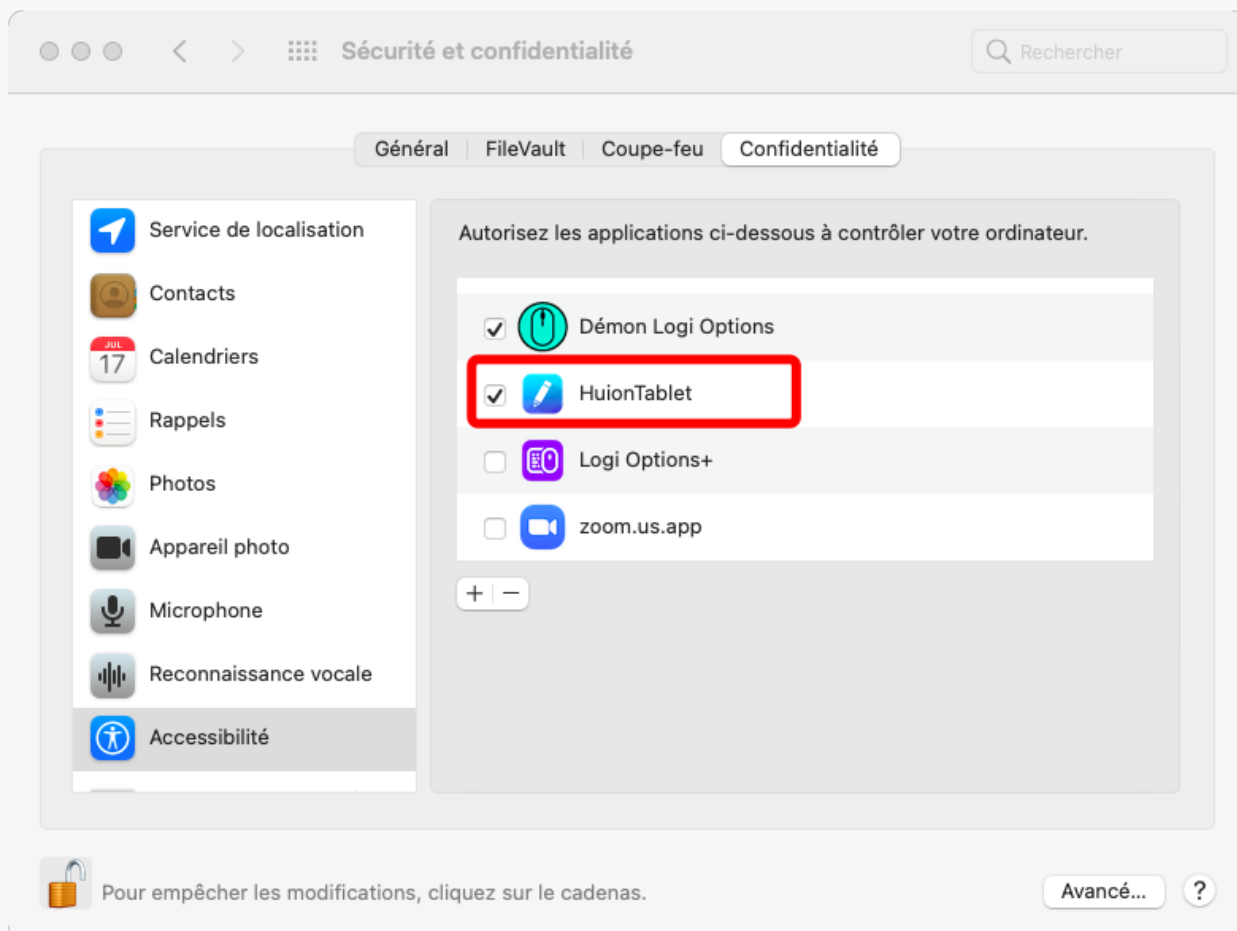 Sécurité et confidentialité
Rechercher
Général FileVault Coupe-feu Confidentialité
Service de localisation
Contacts
JUL
17
Calendriers
Rappels
Photos
Appareil photo
Microphone
Reconnaissance vocale
Accessibilité
Autorisez les applications ci-dessous à contrôler votre ordinateur.
Démon Logi Options
HuionTablet
Logi Options+
zoom.us.app
+ −
Pour empêcher les modifications, cliquez sur le cadenas.
Avancé... ?